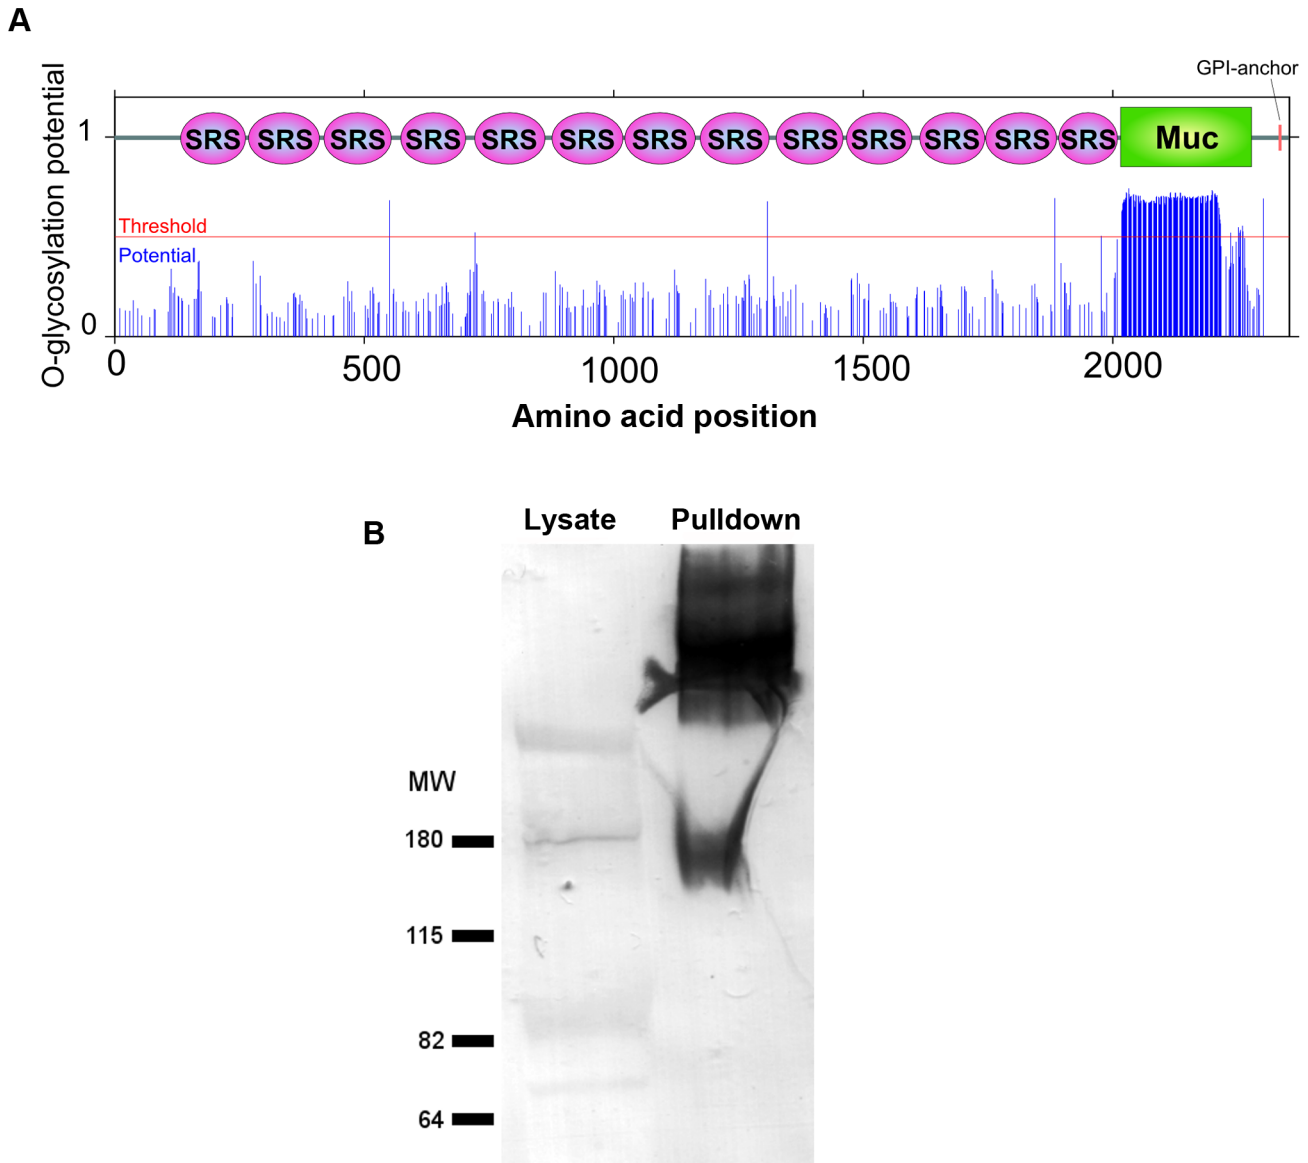 A
GPI-anchor
O-glycosylation potential
1
SRS SRS SRS SRS SRS SRS SRS SRS SRS SRS SRS SRS SRS Muc
Threshold
Potential
0
0 500 1000 1500 2000
Amino acid position
B
Lysate Pulldown
MW
180
115
82
64